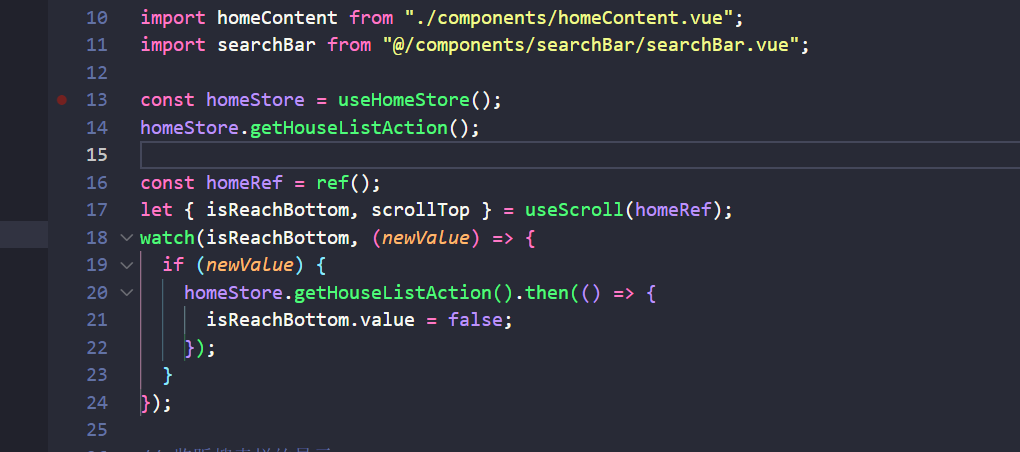 10 import homeContent from "./components/homeContent.vue";
11 import searchBar from "@/components/searchBar/searchBar.vue";
12
13 const homeStore = useHomeStore();
14 homeStore.getHouseListAction();
15
16 const homeRef = ref();
17 let { isReachBottom, scrollTop } = useScroll(homeRef);
18 watch(isReachBottom, (newValue) => {
19 if (newValue) {
20 homeStore.getHouseListAction().then(() => {
21 isReachBottom.value = false;
22 });
23 }
24 });
25